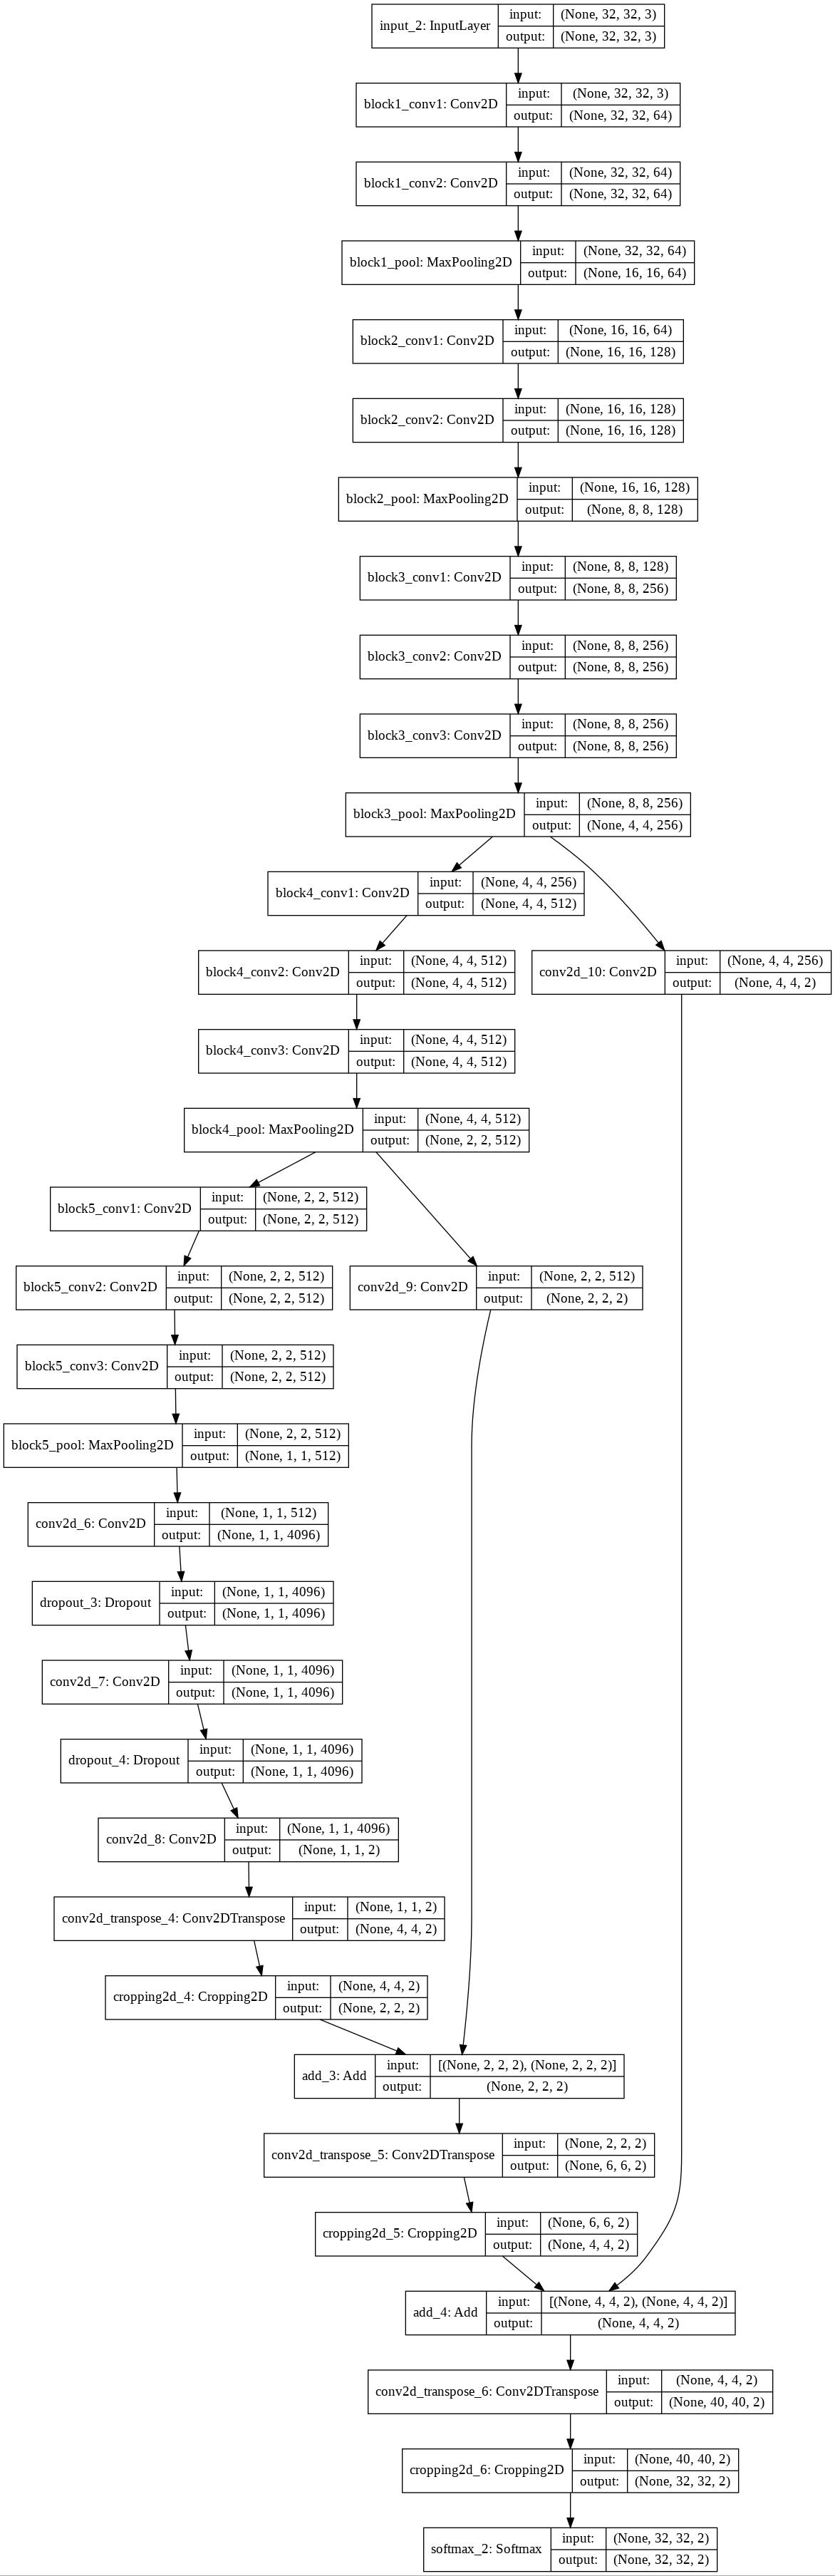 input_2: InputLayer
input: (None, 32, 32, 3)
output: (None, 32, 32, 3)
block1_conv1: Conv2D
input: (None, 32, 32, 3)
output: (None, 32, 32, 64)
block1_conv2: Conv2D
input: (None, 32, 32, 64)
output: (None, 32, 32, 64)
block1_pool: MaxPooling2D
input: (None, 32, 32, 64)
output: (None, 16, 16, 64)
block2_conv1: Conv2D
input: (None, 16, 16, 64)
output: (None, 16, 16, 128)
block2_conv2: Conv2D
input: (None, 16, 16, 128)
output: (None, 16, 16, 128)
block2_pool: MaxPooling2D
input: (None, 16, 16, 128)
output: (None, 8, 8, 128)
block3_conv1: Conv2D
input: (None, 8, 8, 128)
output: (None, 8, 8, 256)
block3_conv2: Conv2D
input: (None, 8, 8, 256)
output: (None, 8, 8, 256)
block3_conv3: Conv2D
input: (None, 8, 8, 256)
output: (None, 8, 8, 256)
block3_pool: MaxPooling2D
input: (None, 8, 8, 256)
output: (None, 4, 4, 256)
block4_conv1: Conv2D
input: (None, 4, 4, 256)
output: (None, 4, 4, 512)
block4_conv2: Conv2D
input: (None, 4, 4, 512)
output: (None, 4, 4, 512)
conv2d_10: Conv2D
input: (None, 4, 4, 256)
output: (None, 4, 4, 2)
block4_conv3: Conv2D
input: (None, 4, 4, 512)
output: (None, 4, 4, 512)
block4_pool: MaxPooling2D
input: (None, 4, 4, 512)
output: (None, 2, 2, 512)
block5_conv1: Conv2D
input: (None, 2, 2, 512)
output: (None, 2, 2, 512)
block5_conv2: Conv2D
input: (None, 2, 2, 512)
output: (None, 2, 2, 512)
conv2d_9: Conv2D
input: (None, 2, 2, 512)
output: (None, 2, 2, 2)
block5_conv3: Conv2D
input: (None, 2, 2, 512)
output: (None, 2, 2, 512)
block5_pool: MaxPooling2D
input: (None, 2, 2, 512)
output: (None, 1, 1, 512)
conv2d_6: Conv2D
input: (None, 1, 1, 512)
output: (None, 1, 1, 4096)
dropout_3: Dropout
input: (None, 1, 1, 4096)
output: (None, 1, 1, 4096)
conv2d_7: Conv2D
input: (None, 1, 1, 4096)
output: (None, 1, 1, 4096)
dropout_4: Dropout
input: (None, 1, 1, 4096)
output: (None, 1, 1, 4096)
conv2d_8: Conv2D
input: (None, 1, 1, 4096)
output: (None, 1, 1, 2)
conv2d_transpose_4: Conv2DTranspose
input: (None, 1, 1, 2)
output: (None, 4, 4, 2)
cropping2d_4: Cropping2D
input: (None, 4, 4, 2)
output: (None, 2, 2, 2)
add_3: Add
input: [(None, 2, 2, 2), (None, 2, 2, 2)]
output: (None, 2, 2, 2)
conv2d_transpose_5: Conv2DTranspose
input: (None, 2, 2, 2)
output: (None, 6, 6, 2)
cropping2d_5: Cropping2D
input: (None, 6, 6, 2)
output: (None, 4, 4, 2)
add_4: Add
input: [(None, 4, 4, 2), (None, 4, 4, 2)]
output: (None, 4, 4, 2)
conv2d_transpose_6: Conv2DTranspose
input: (None, 4, 4, 2)
output: (None, 40, 40, 2)
cropping2d_6: Cropping2D
input: (None, 40, 40, 2)
output: (None, 32, 32, 2)
softmax_2: Softmax
input: (None, 32, 32, 2)
output: (None, 32, 32, 2)